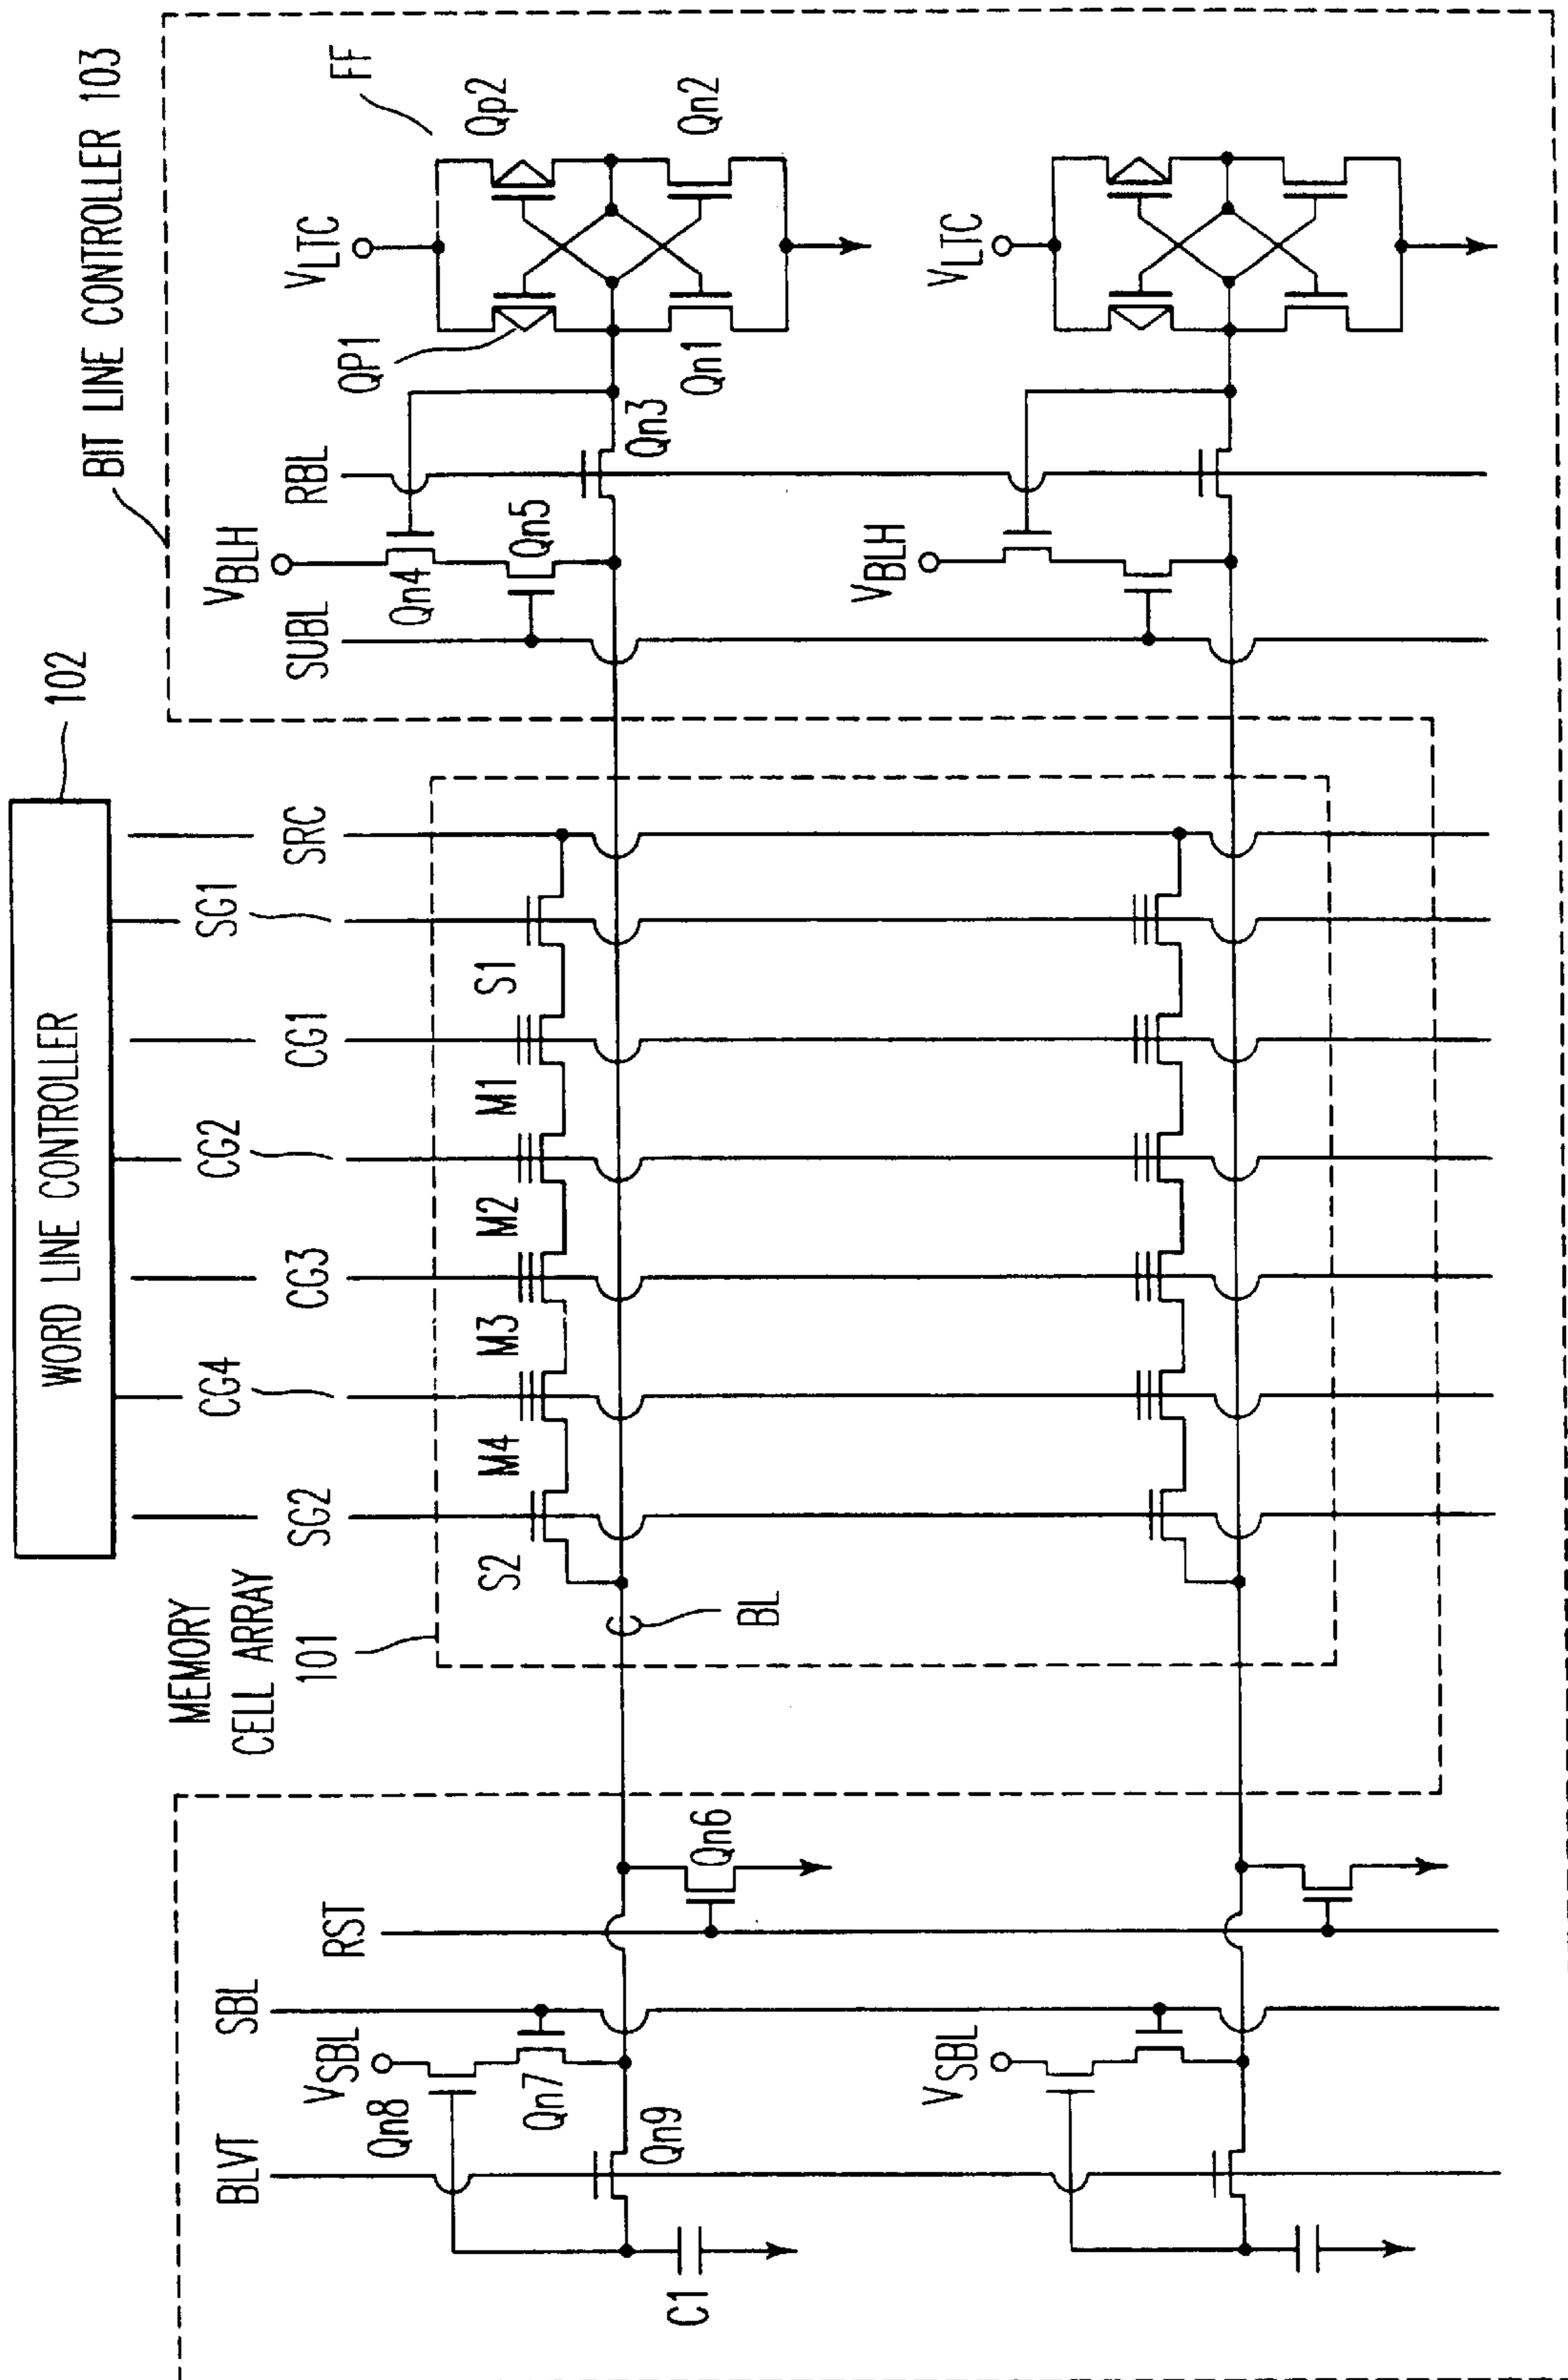 WORD LINE CONTROLLER
102
BIT LINE CONTROLLER 103
MEMORY
CELL ARRAY
101
BLVT
SBL
RST
SG2
CG4
CG3
CG2
CG1
SG1
SRC
SUBL
VBLH
RBL
VLTC
FF
Qn8
VSBL
Qn7
Qn9
C1
Qn6
BL
S2
M4
M3
M2
M1
S1
Qn4
Qn5
Qn3
QP1
Qp2
Qn1
Qn2
VSBL
VBLH
VLTC